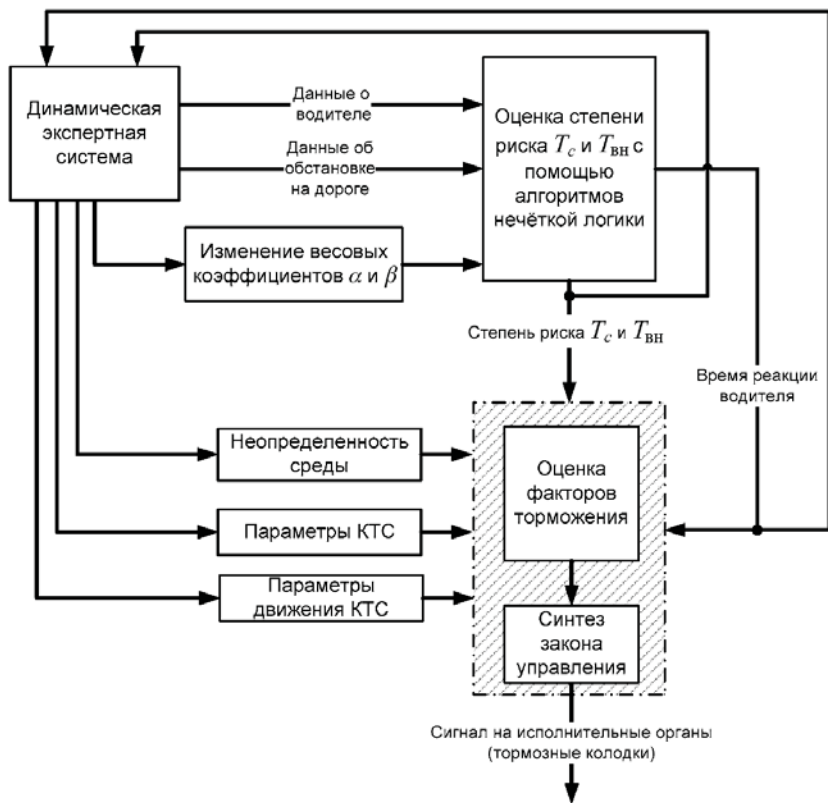 Динамическая
экспертная
система
Данные о
водителе
Данные об
обстановке
на дороге
Оценка степени
риска T_c и T_вн с
помощью
алгоритмов
нечёткой логики
Изменение весовых
коэффициентов α и β
Степень риска T_c и T_вн
Время реакции
водителя
Неопределенность
среды
Параметры КТС
Параметры
движения КТС
Оценка
факторов
торможения
Синтез
закона
управления
Сигнал на исполнительные органы
(тормозные колодки)